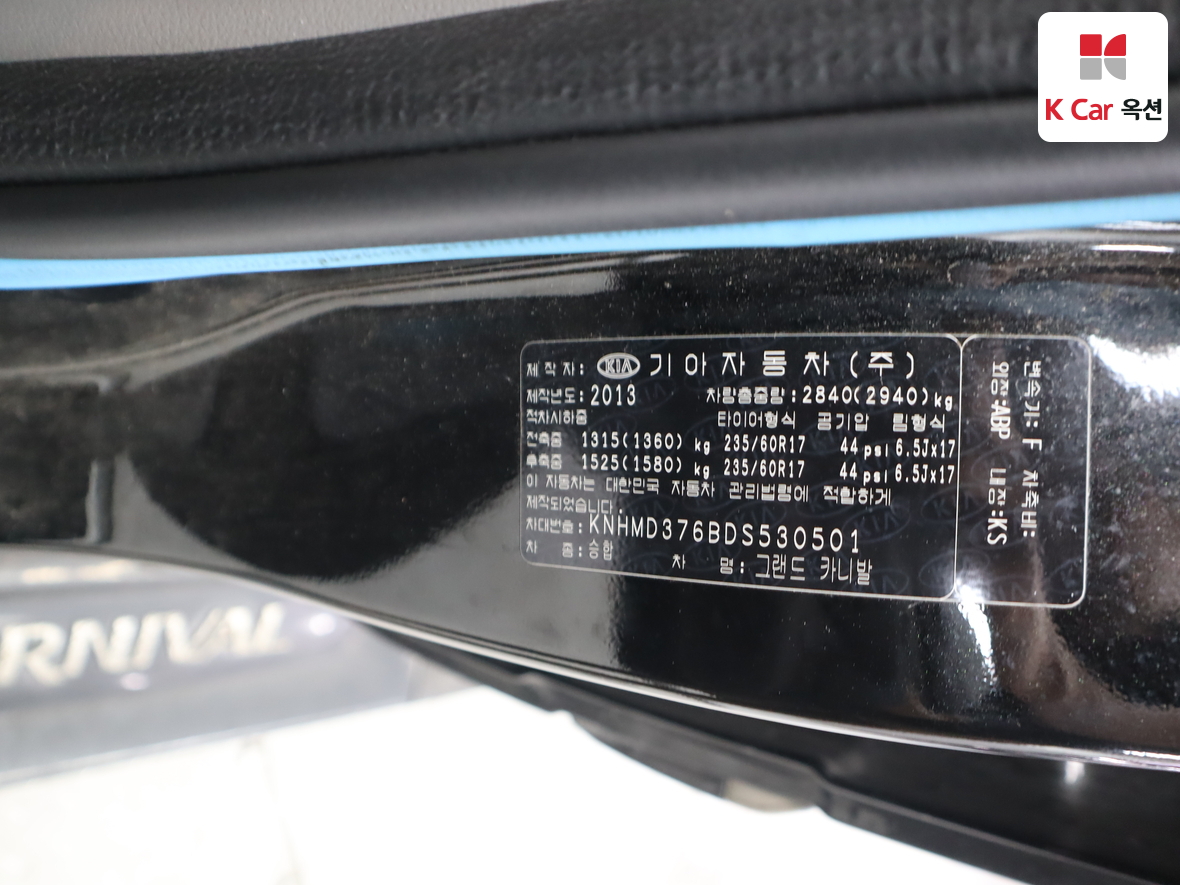 K Car 옥션
제작자: KIA 기아자동차(주)
제작년도:2013 차량총중량:2840(2940)kg
적차시하중 타이어형식 공기압 림형식
전축중 1315(1360) kg 235/60R17 44psi 6.5Jx17
후축중 1525(1580) kg 235/60R17 44psi 6.5Jx17
이 자동차는 대한민국 자동차 관리법령에 적합하게
제작되었습니다.
차대번호:KNHMD376BDS530501
차 종:승합 차 명:그랜드 카니발
변속기: F 차축비:
외장:ABP 내장:KS
RNIVAL